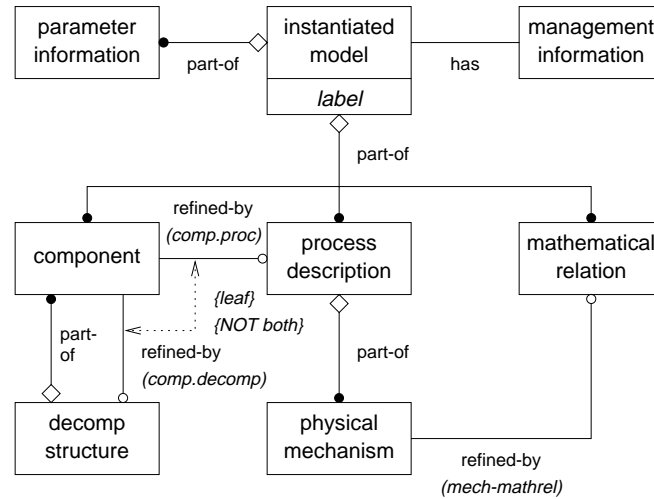 parameter
information
part-of
instantiated
model
label
has
management
information
part-of
component
refined-by
(comp.proc)
process
description
mathematical
relation
{leaf}
{NOT both}
part-
of
refined-by
(comp.decomp)
part-of
decomp
structure
physical
mechanism
refined-by
(mech-mathrel)